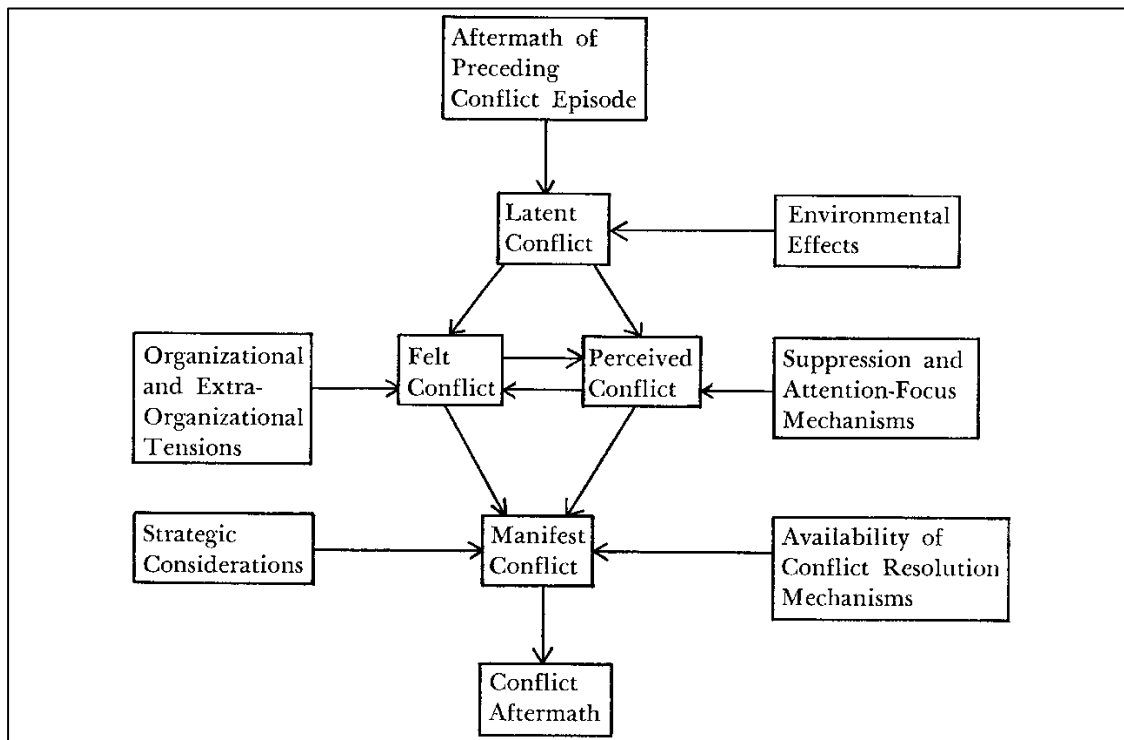 Aftermath of
Preceding
Conflict Episode
Latent
Conflict
Environmental
Effects
Organizational
and Extra-
Organizational
Tensions
Felt
Conflict
Perceived
Conflict
Suppression and
Attention-Focus
Mechanisms
Strategic
Considerations
Manifest
Conflict
Availability of
Conflict Resolution
Mechanisms
Conflict
Aftermath